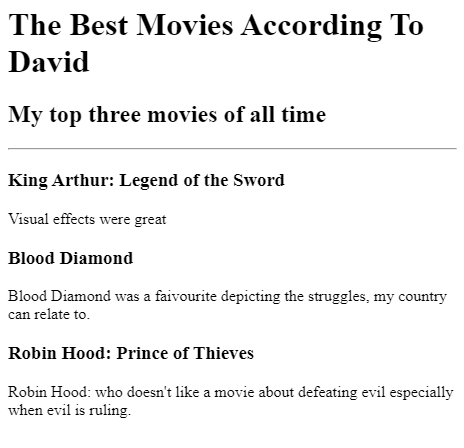 The Best Movies According To
David
My top three movies of all time
King Arthur: Legend of the Sword
Visual effects were great
Blood Diamond
Blood Diamond was a faivourite depicting the struggles, my country
can relate to.
Robin Hood: Prince of Thieves
Robin Hood: who doesn't like a movie about defeating evil especially
when evil is ruling.